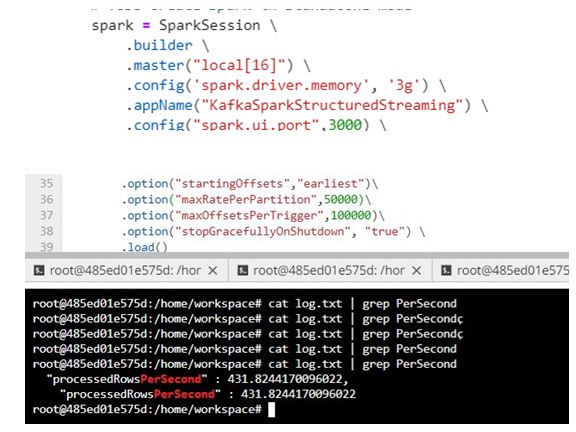 spark = SparkSession \
.builder \
.master("local[16]") \
.config('spark.driver.memory', '3g') \
.appName("KafkaSparkStructuredStreaming") \
.config("spark.ui.port",3000) \
35 .option("startingOffsets","earliest")\
36 .option("maxRatePerPartition",50000)\
37 .option("maxOffsetsPerTrigger",100000)\
38 .option("stopGracefullyOnShutdown", "true") \
39 .load()
root@485ed01e575d: /hor × root@485ed01e575d: /hor × root@485ed01e575
root@485ed01e575d:/home/workspace# cat log.txt | grep PerSecond
root@485ed01e575d:/home/workspace# cat log.txt | grep PerSecondç
root@485ed01e575d:/home/workspace# cat log.txt | grep PerSecondç
root@485ed01e575d:/home/workspace# cat log.txt | grep PerSecond
root@485ed01e575d:/home/workspace# cat log.txt | grep PerSecond
"processedRowsPerSecond" : 431.8244170096022,
"processedRowsPerSecond" : 431.8244170096022
root@485ed01e575d:/home/workspace#